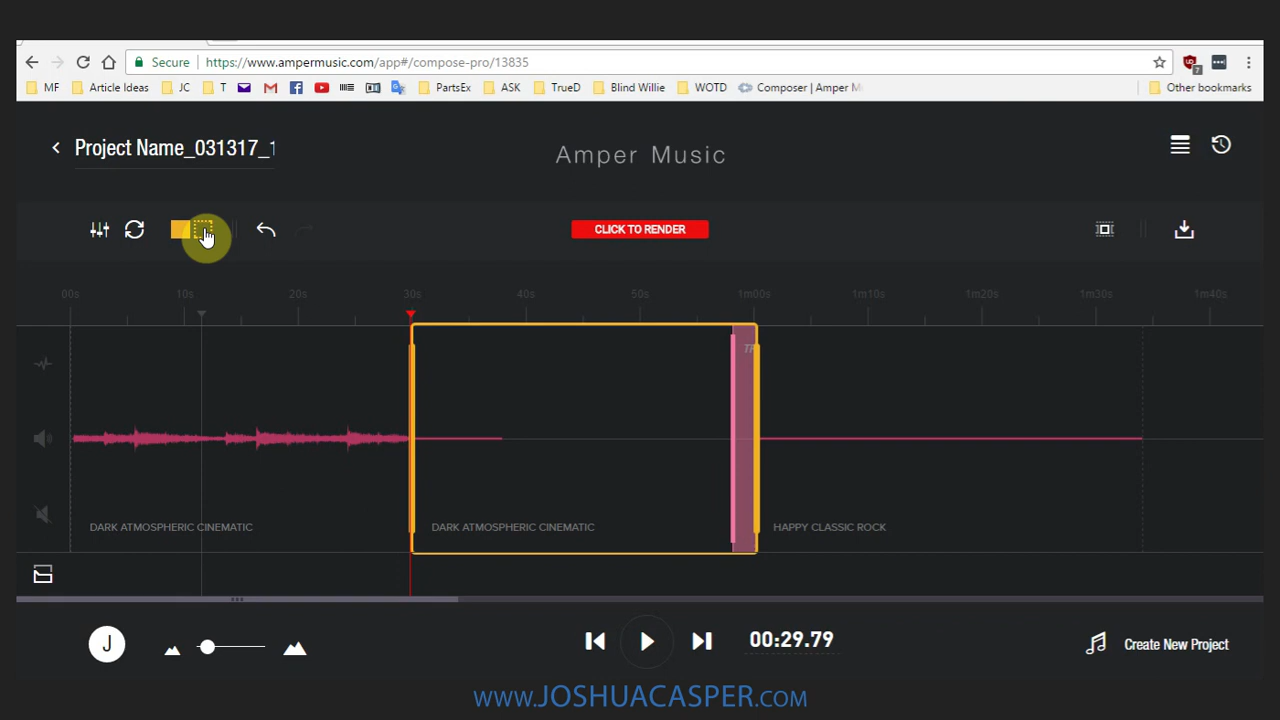 Secure https://www.ampermusic.com/app#/compose-pro/13835
MF Article Ideas JC T PartsEx ASK TrueD Blind Willie WOTD Composer | Amper M Other bookmarks
7
Project Name_031317_1
Amper Music
CLICK TO RENDER
00s 10s 20s 30s 40s 50s 1m00s 1m10s 1m20s 1m30s 1m40s
DARK ATMOSPHERIC CINEMATIC DARK ATMOSPHERIC CINEMATIC HAPPY CLASSIC ROCK
J 00:29.79 Create New Project
WWW.JOSHUACASPER.COM